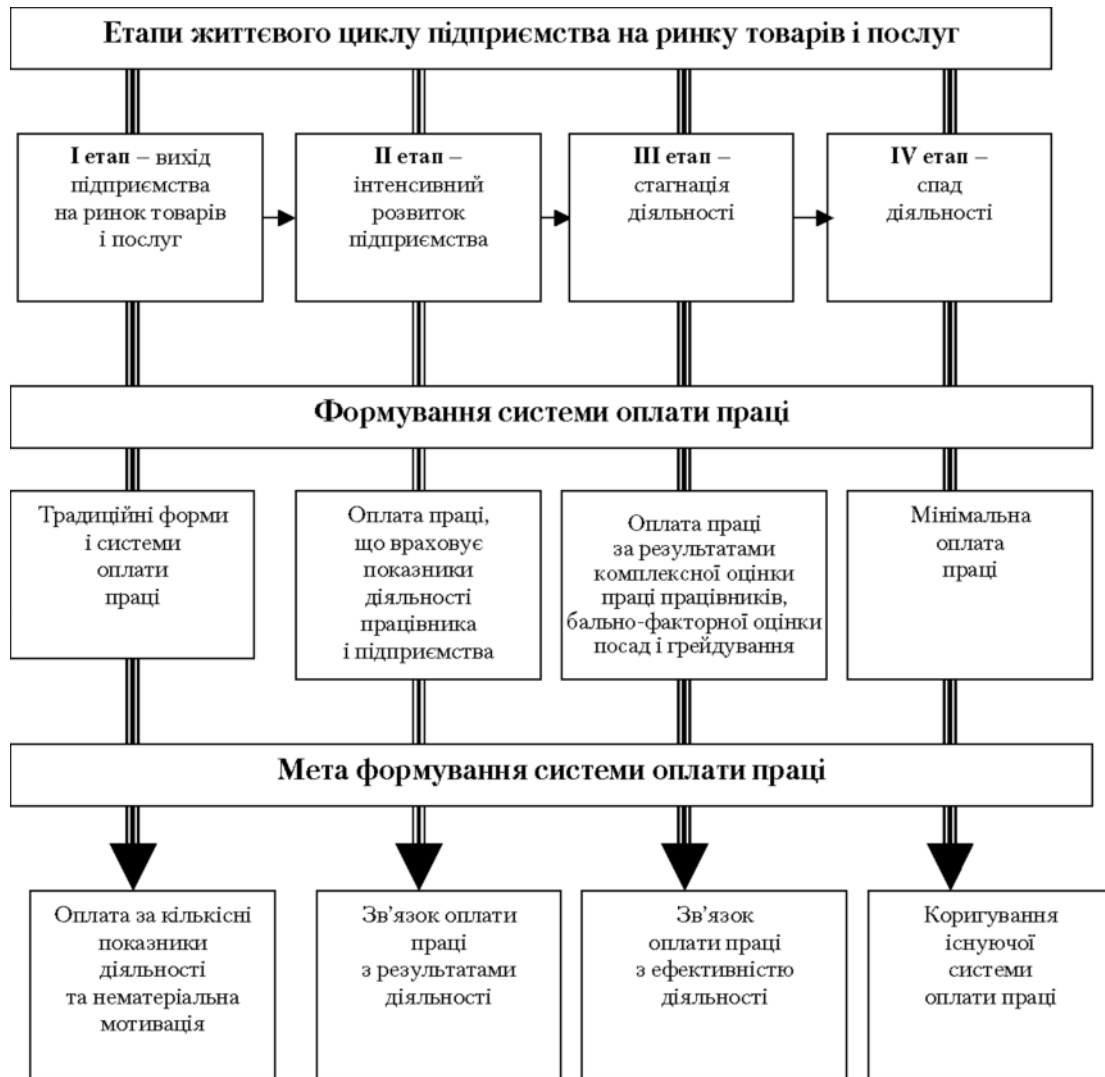 Етапи життєвого циклу підприємства на ринку товарів і послуг
І етап – вихід
підприємства
на ринок товарів
і послуг
ІІ етап –
інтенсивний
розвиток
підприємства
ІІІ етап –
стагнація
діяльності
IV етап –
спад
діяльності
Формування системи оплати праці
Традиційні форми
і системи
оплати
праці
Оплата праці,
що враховує
показники
діяльності
працівника
і підприємства
Оплата праці
за результатами
комплексної оцінки
праці працівників,
бально-факторної оцінки
посад і грейдування
Мінімальна
оплата
праці
Мета формування системи оплати праці
Оплата за кількісні
показники
діяльності
та нематеріальна
мотивація
Зв’язок оплати
праці
з результатами
діяльності
Зв’язок
оплати праці
з ефективністю
діяльності
Коригування
існуючої
системи
оплати праці